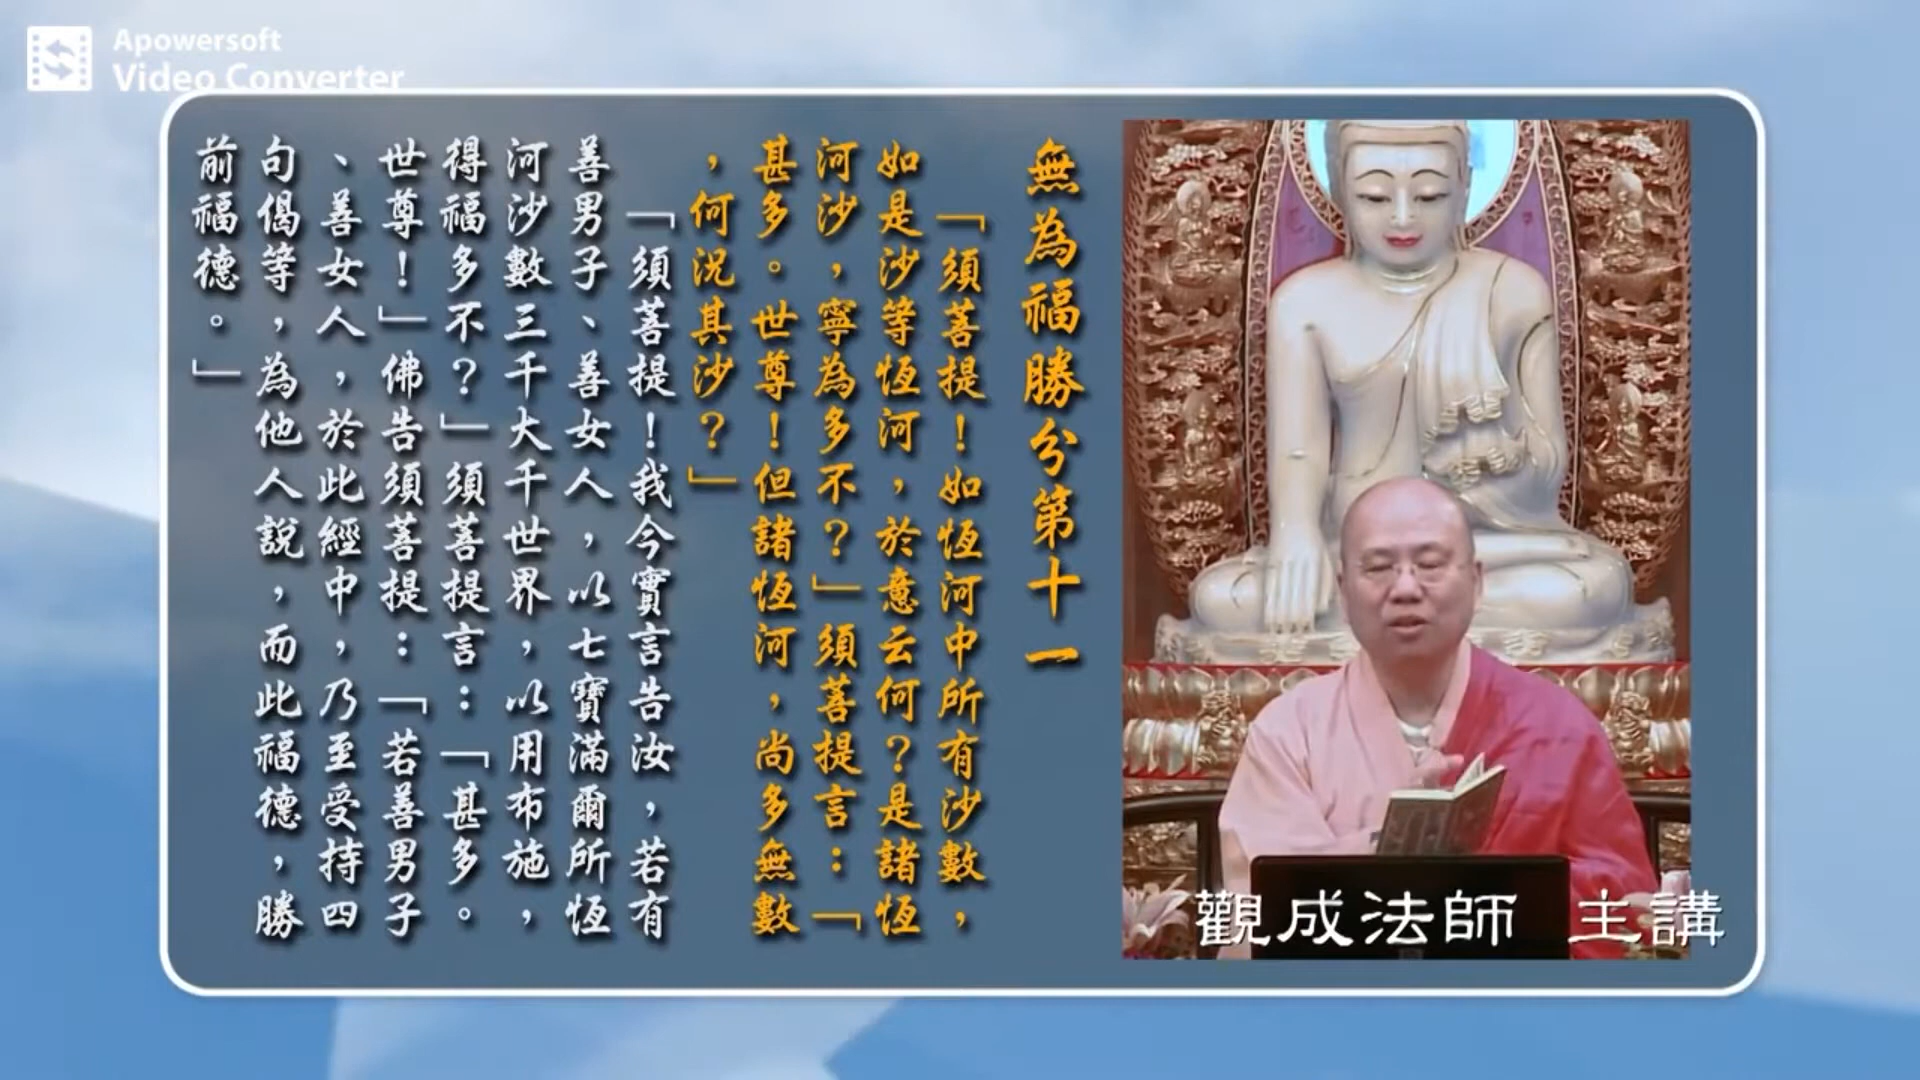 Apowersoft
Video Converter
無為福勝分第十一
「須菩提！如恆河中所有沙數，
如是沙等恆河，於意云何？是諸恆
河沙，寧為多不？」須菩提言：「
甚多。世尊！但諸恆河，尚多無數
，何況其沙？」
「須菩提！我今實言告汝，若有
善男子、善女人，以七寶滿爾所恆
河沙數三千大千世界，以用布施，
得福多不？」須菩提言：「甚多。
世尊！」佛告須菩提：「若善男子
、善女人，於此經中，乃至受持四
句偈等，為他人說，而此福德，勝
前福德。」
觀成法師 主講